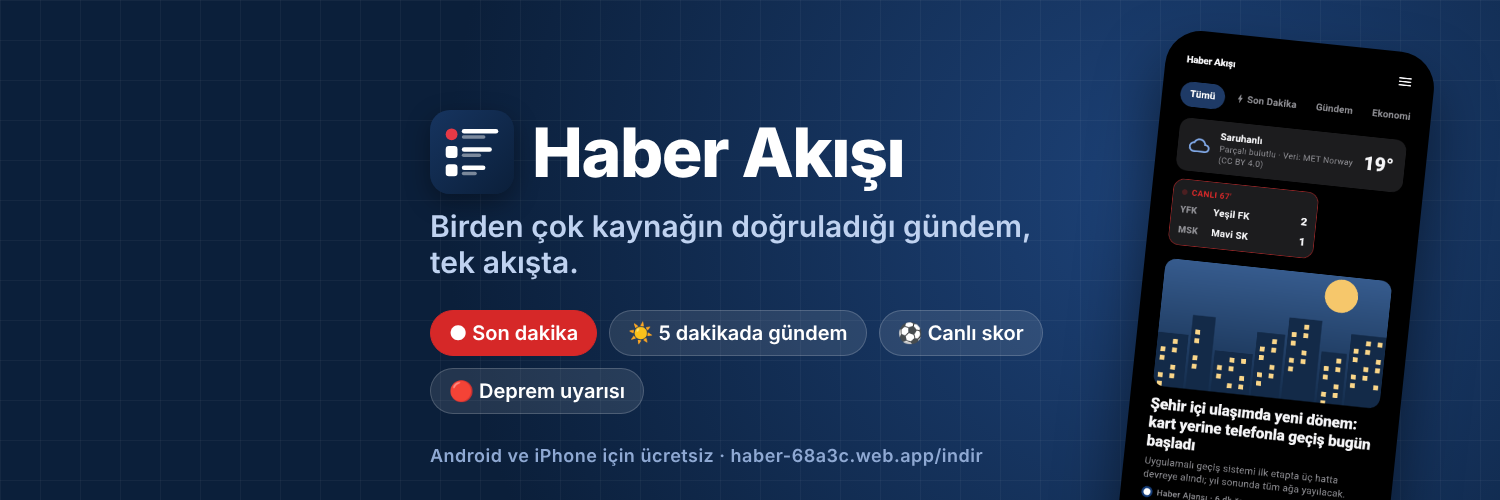 Haber Akışı
Birden çok kaynağın doğruladığı gündem,
tek akışta.
Son dakika
5 dakikada gündem
Canlı skor
Deprem uyarısı
Android ve iPhone için ücretsiz · haber-68a3c.web.app/indir
Haber Akışı
Tümü
Son Dakika
Gündem
Ekonomi
Saruhanlı
Parçalı bulutlu · Veri: MET Norway
(CC BY 4.0)
19°
CANLI 67'
YFK Yeşil FK 2
MSK Mavi SK 1
Şehir içi ulaşımda yeni dönem:
kart yerine telefonla geçiş bugün
başladı
Uygulamalı geçiş sistemi ilk etapta üç hatta
devreye alındı; yıl sonunda tüm ağa yayılacak.
Haber Ajansı · 6